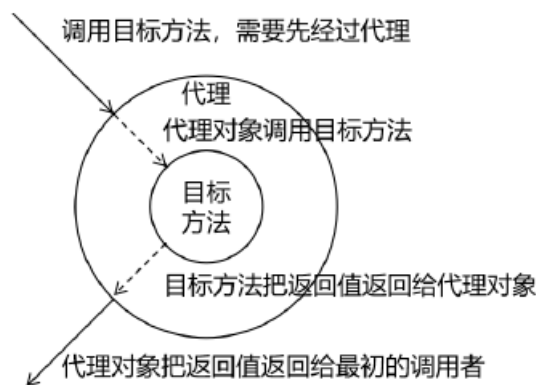 调用目标方法，需要先经过代理
代理
代理对象调用目标方法
目标
方法
目标方法把返回值返回给代理对象
代理对象把返回值返回给最初的调用者